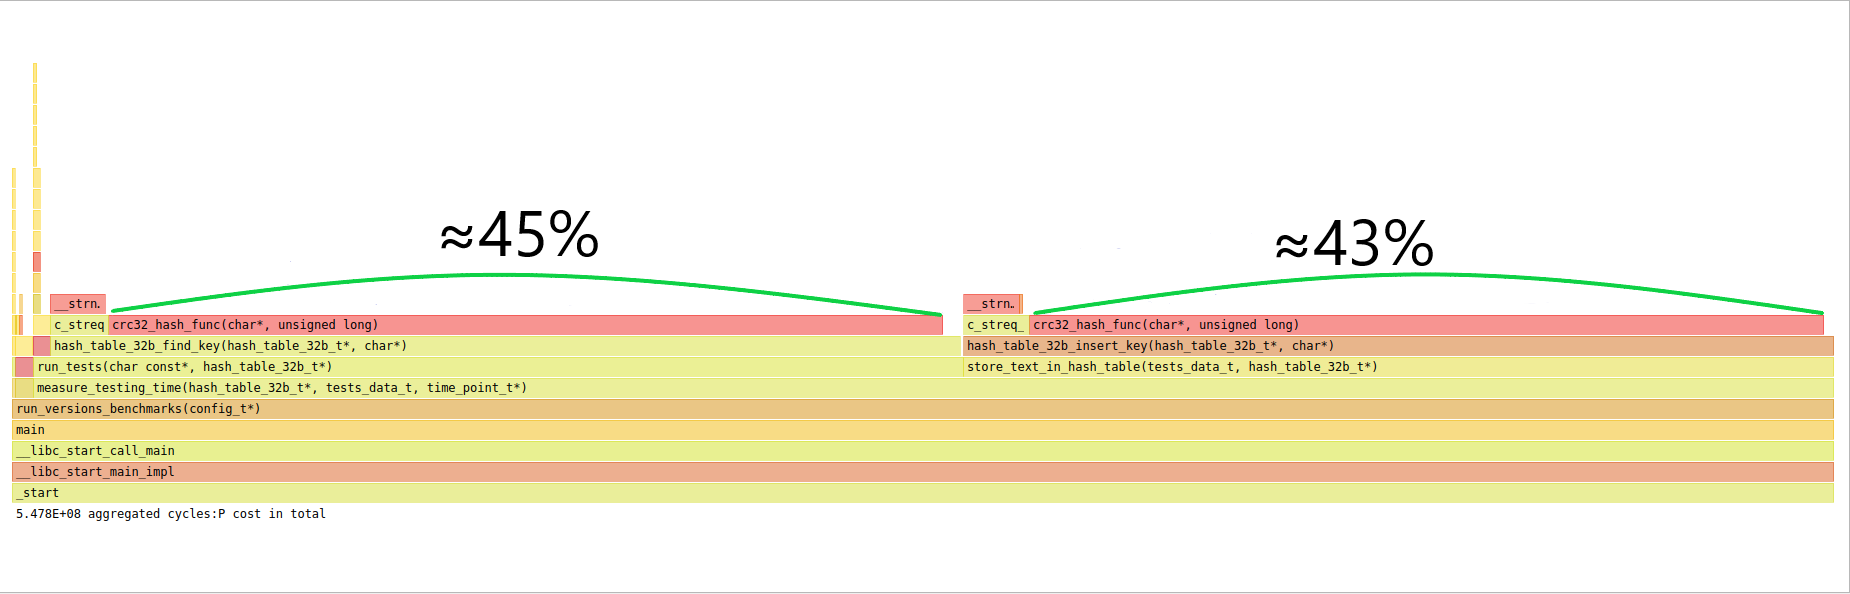 ≈45%
≈43%
__strn.
__strn.
c_streq
crc32_hash_func(char*, unsigned long)
c_streq_
crc32_hash_func(char*, unsigned long)
hash_table_32b_find_key(hash_table_32b_t*, char*)
hash_table_32b_insert_key(hash_table_32b_t*, char*)
run_tests(char const*, hash_table_32b_t*)
store_text_in_hash_table(tests_data_t, hash_table_32b_t*)
measure_testing_time(hash_table_32b_t*, tests_data_t, time_point_t*)
run_versions_benchmarks(config_t*)
main
__libc_start_call_main
__libc_start_main_impl
_start
5.478E+08 aggregated cycles:P cost in total